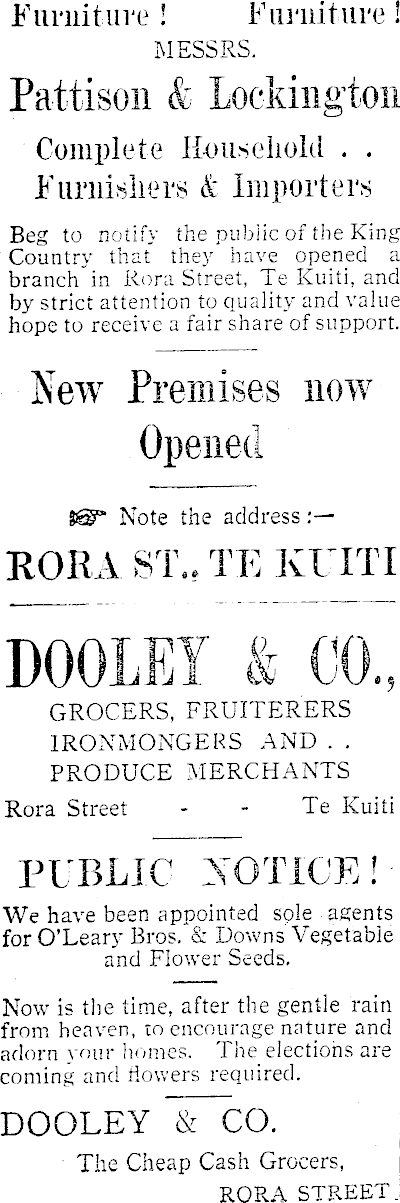 Furniture ! Furniture !
MESSRS.
Pattison & Lockington
Complete Household . .
Furnishers & Importers
Beg to notify the public of the King
Country that they have opened a
branch in Rora Street, Te Kuiti, and
by strict attention to quality and value
hope to receive a fair share of support.
New Premises now
Opened
☞ Note the address :—
RORA ST., TE KUITI
DOOLEY & CO.,
GROCERS, FRUITERERS
IRONMONGERS AND . .
PRODUCE MERCHANTS
Rora Street - - Te Kuiti
PUBLIC NOTICE !
We have been appointed sole agents
for O'Leary Bros. & Downs Vegetable
and Flower Seeds.
Now is the time, after the gentle rain
from heaven, to encourage nature and
adorn your homes. The elections are
coming and flowers required.
DOOLEY & CO.
The Cheap Cash Grocers,
RORA STREET.